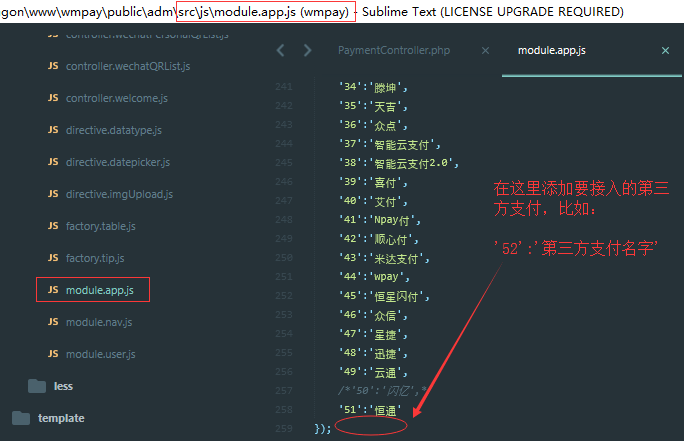 gon\www\wmpay\public\adm\src\js\module.app.js (wmpay) - Sublime Text (LICENSE UPGRADE REQUIRED)
JS controller.wechatPersonalQRList.js
JS controller.wechatQRList.js
JS controller.welcome.js
JS directive.datatype.js
JS directive.datepicker.js
JS directive.imgUpload.js
JS factory.table.js
JS factory.tip.js
JS module.app.js
JS module.nav.js
JS module.user.js
less
template
PaymentController.php ×
module.app.js ×
241 '34':'滕坤',
242 '35':'天吉',
243 '36':'众点',
244 '37':'智能云支付',
245 '38':'智能云支付2.0',
246 '39':'喜付',
247 '40':'艾付',
248 '41':'Npay付',
249 '42':'顺心付',
250 '43':'米达支付',
251 '44':'wpay',
252 '45':'恒星闪付',
253 '46':'众信',
254 '47':'星捷',
255 '48':'迅捷',
256 '49':'云通',
257 /*'50':'闪亿',*
258 '51':'恒通'
259 });
在这里添加要接入的第三
方支付，比如：
'52':'第三方支付名字'